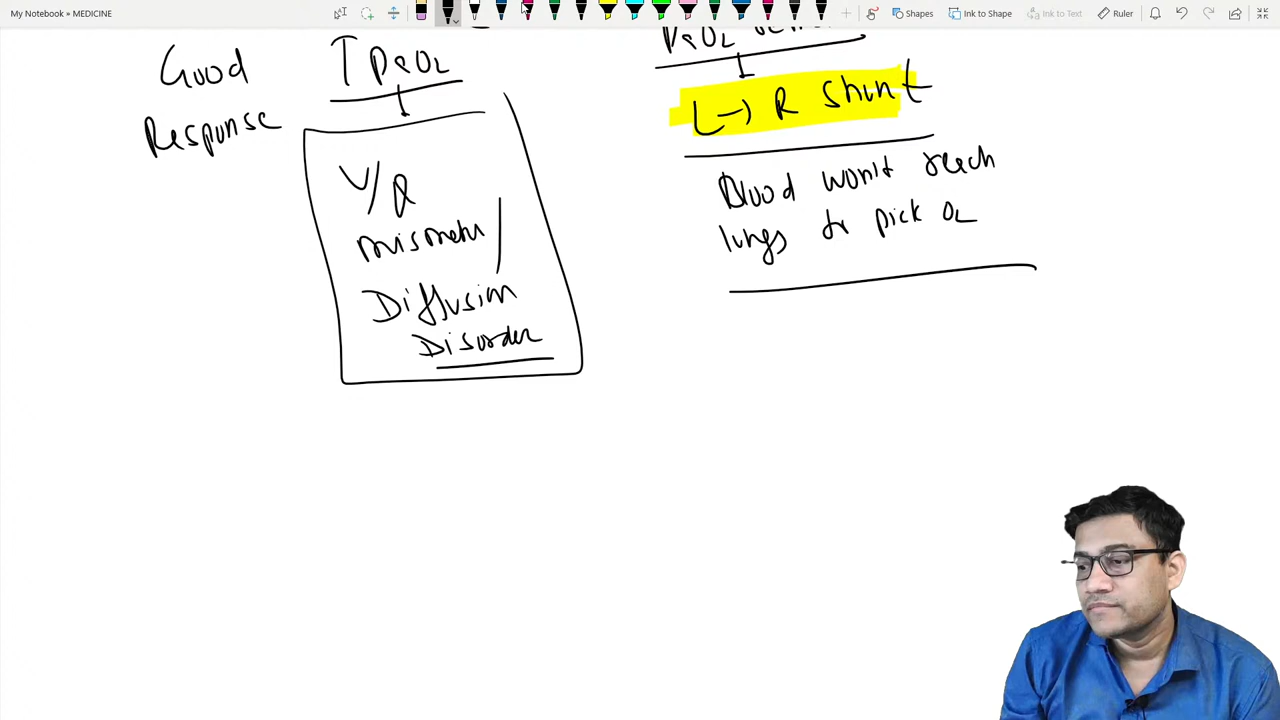 My Notebook » MEDICINE
Shapes
Ink to Shape
Ink to Text
Ruler
Good
Response
↑ PaO2
V/Q
mismatch /
Diffusion
Disorder
PaO2
L → R Shunt
Blood won't reach
lungs to pick O2